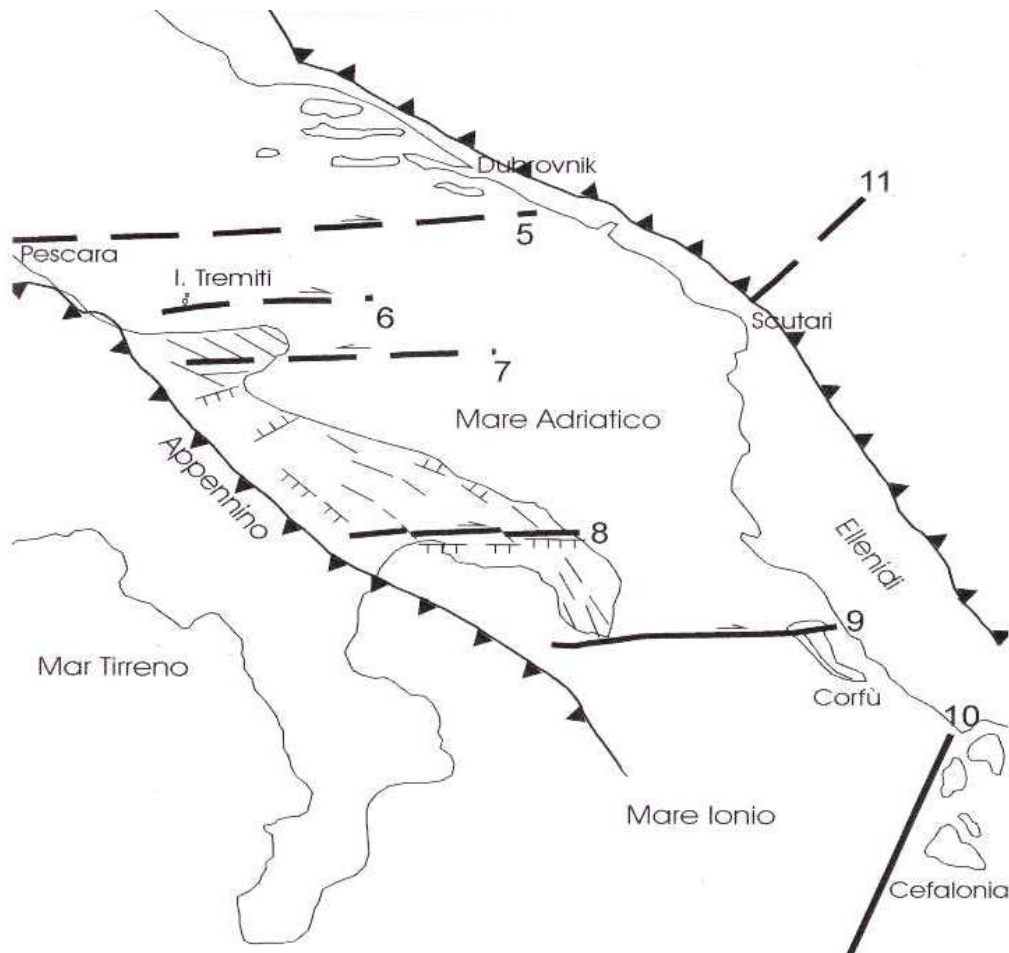 Dubrovnik
11
5
Pescara
I. Tremiti
6
Scutari
7
Mare Adriatico
Appennino
8
Ellenidi
9
Mar Tirreno
Corfù
10
Mare Ionio
Cefalonia